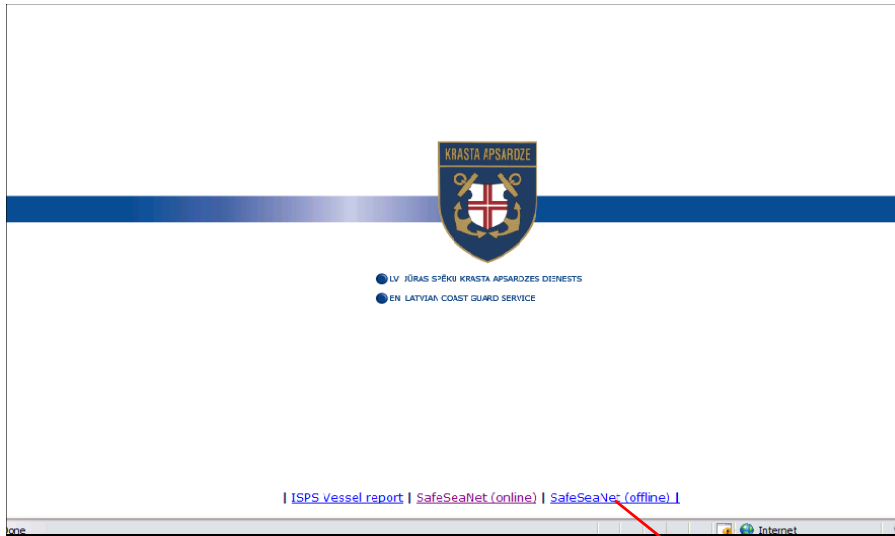 KRASTA APSARDZE
LV JŪRAS SPĒKU KRASTA APSARDZES DIENESTS
EN LATVIAN COAST GUARD SERVICE
| ISPS Vessel report | SafeSeaNet (online) | SafeSeaNet (offline) |
one Internet